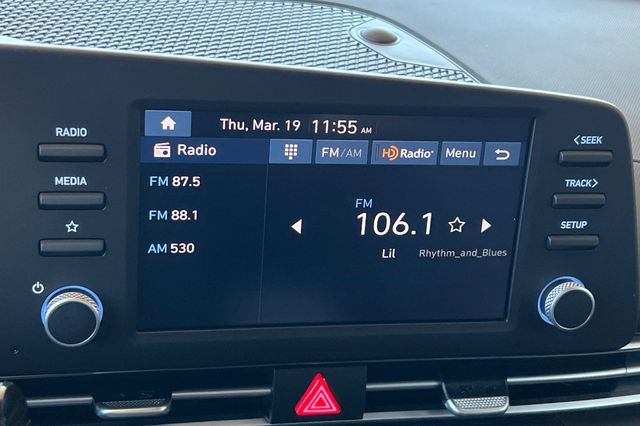 Thu, Mar. 19 11:55 AM
Radio FM/AM HD Radio Menu
RADIO
MEDIA
FM 87.5
FM 88.1
AM 530
FM
106.1
Lil Rhythm_and_Blues
<SEEK
TRACK>
SETUP